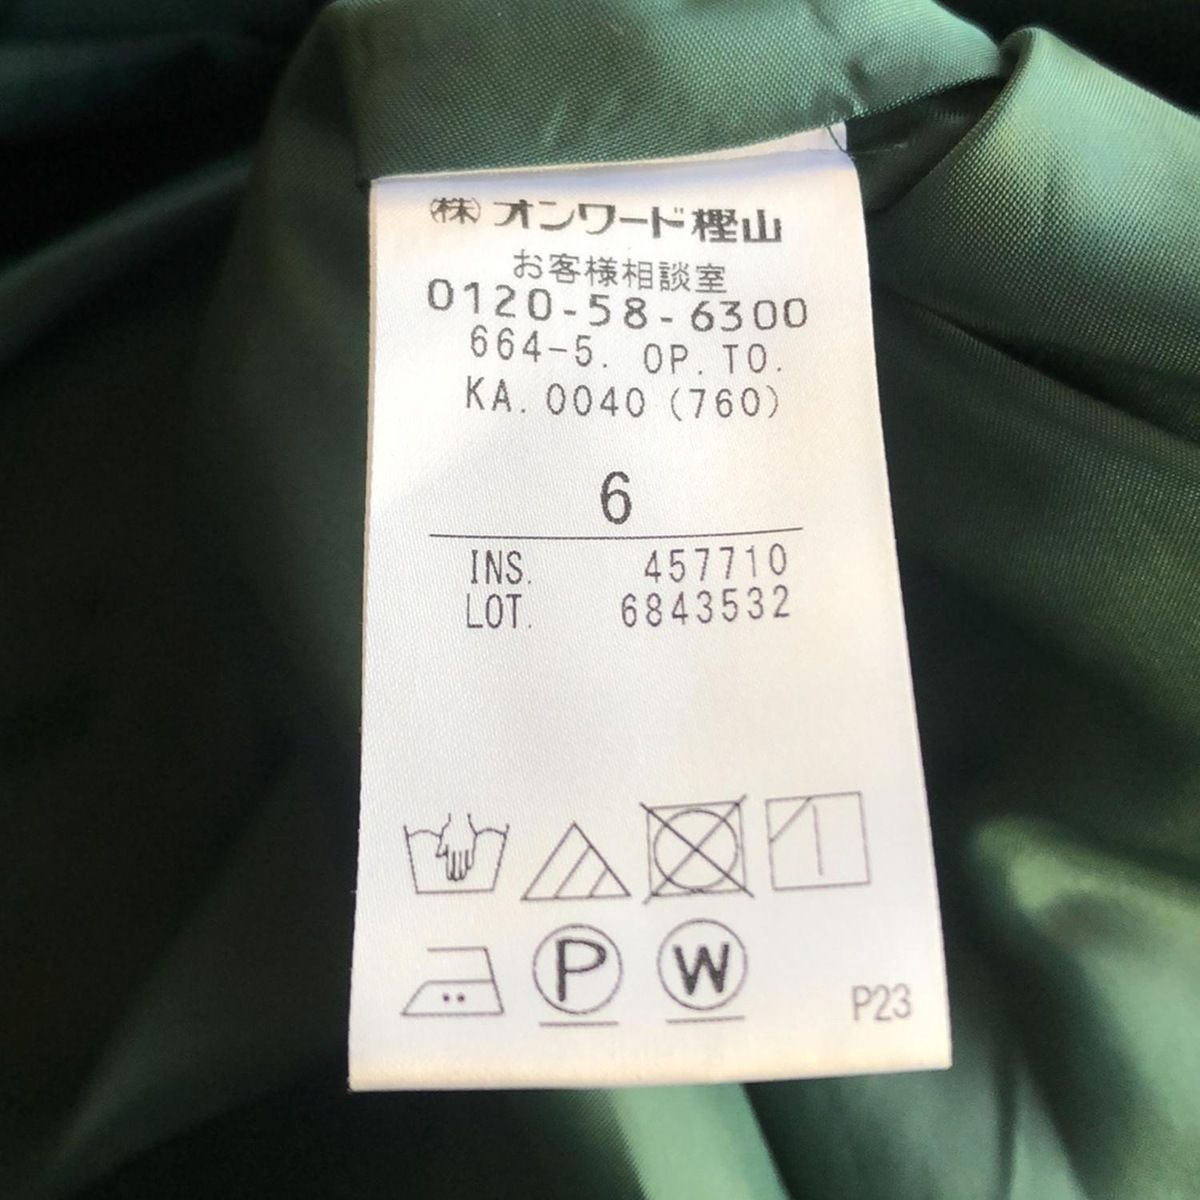 ㈱オンワード樫山
お客様相談室
0120-58-6300
664-5. OP. TO.
KA. 0040 (760)
6
INS. 457710
LOT. 6843532
P
W
P23